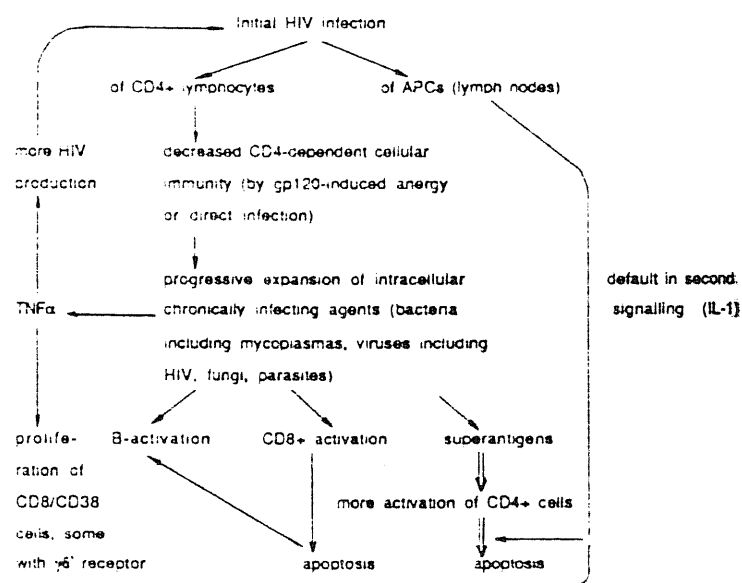 Initial HIV infection
of CD4+ lymphocytes
of APCs (lymph nodes)
more HIV
production
decreased CD4-dependent cellular
immunity (by gp120-induced anergy
or direct infection)
progressive expansion of intracellular
chronically infecting agents (bacteria
including mycoplasmas, viruses including
HIV, fungi, parasites)
TNFα
default in second
signalling (IL-1)
prolife-
ration of
CD8/CD38
cells, some
with γδ receptor
B-activation
CD8+ activation
superantigens
more activation of CD4+ cells
apoptosis
apoptosis